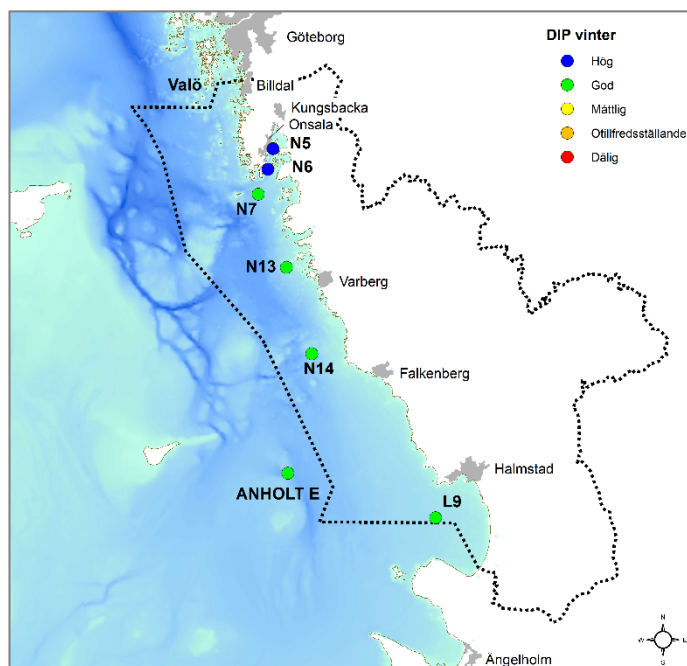 Göteborg
DIP vinter
Hög
God
Måttlig
Otillfredsställande
Dålig
Valö
Billdal
Kungsbacka
Onsala
N5
N6
N7
N13
Varberg
N14
Falkenberg
Halmstad
ANHOLT E
L9
Ängelholm
N
W
E
S